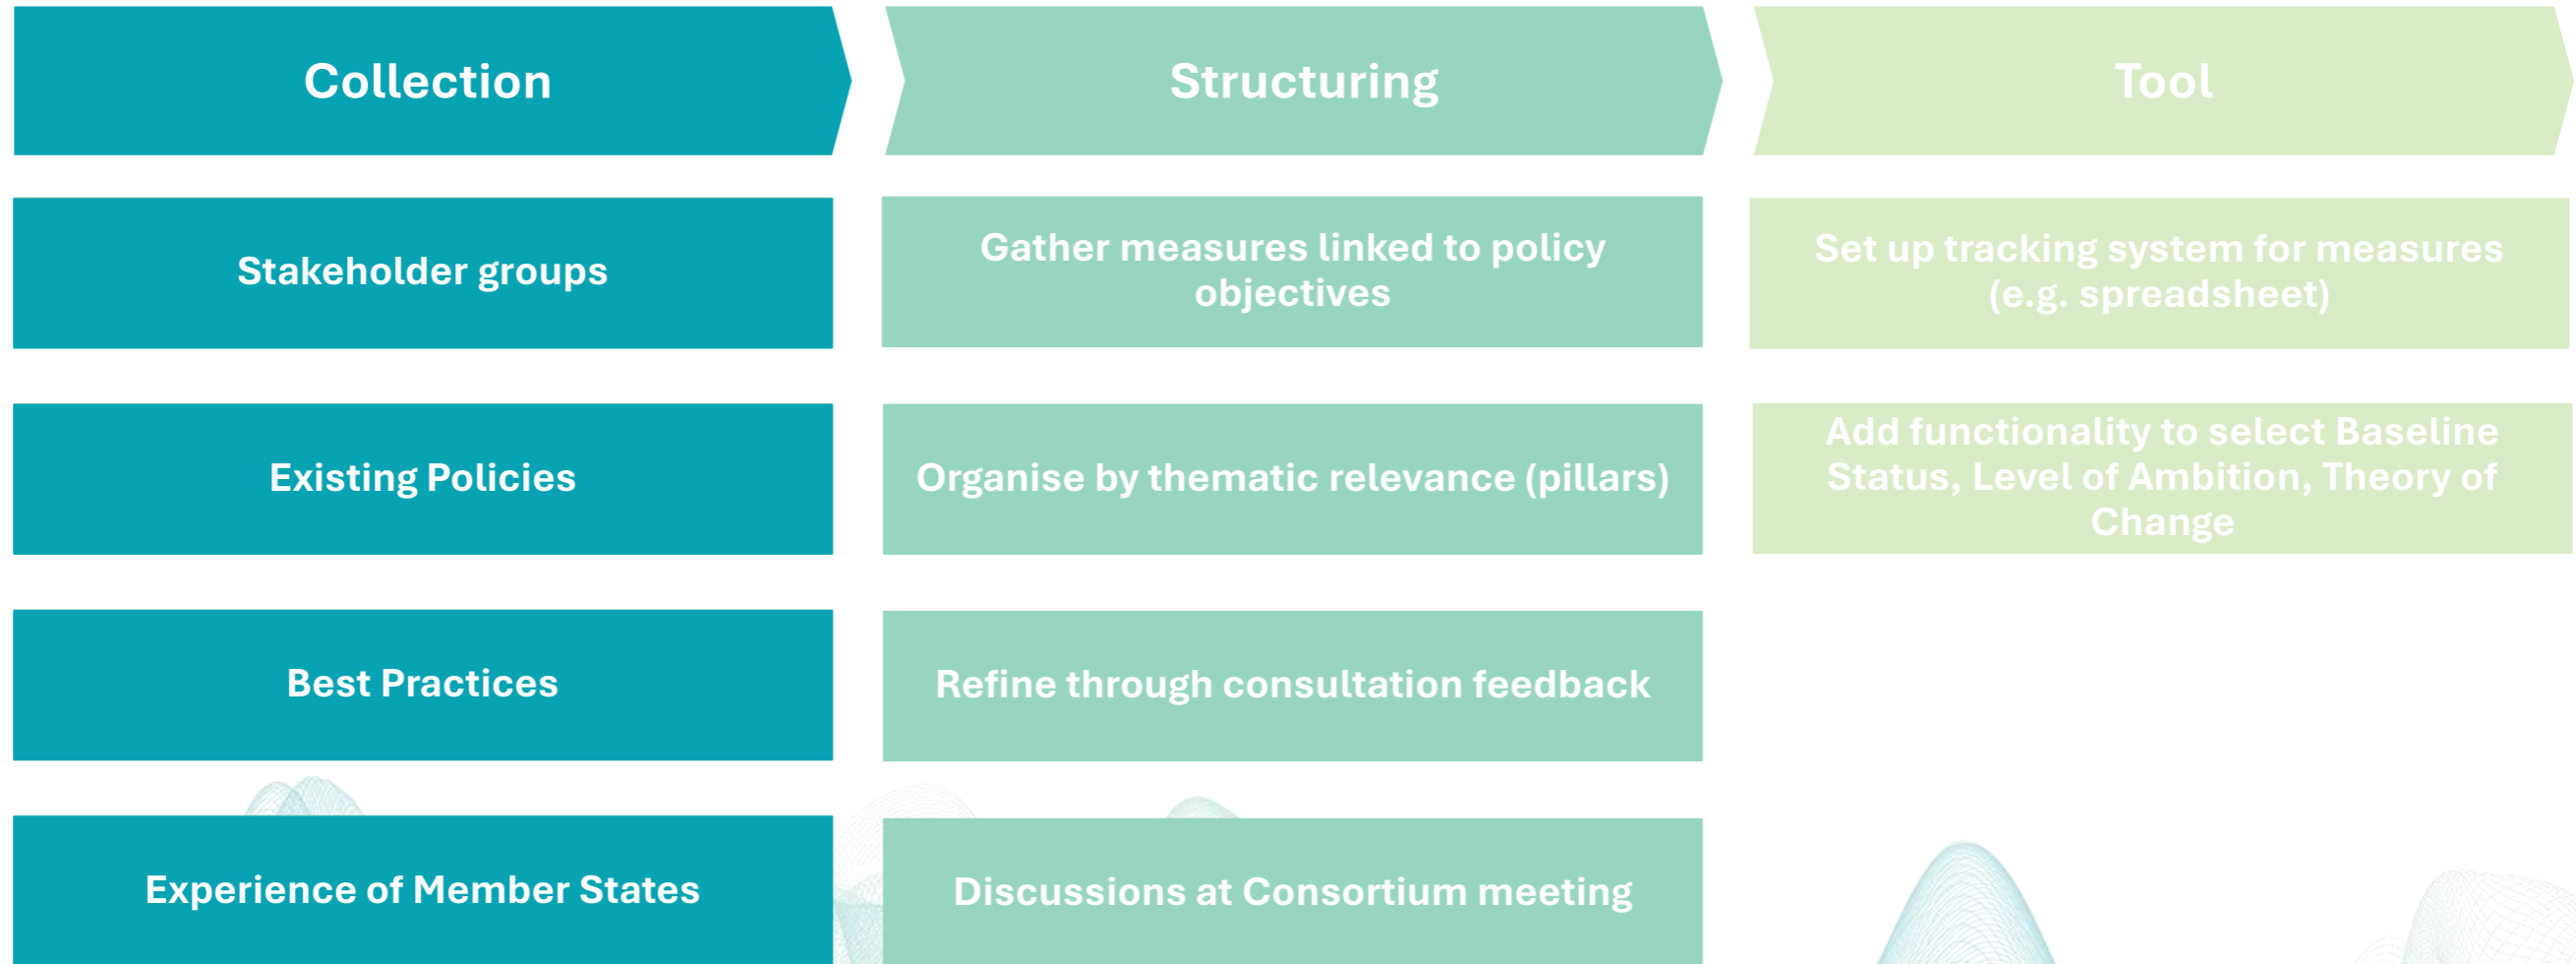 Collection
Stakeholder groups
Existing Policies
Best Practices
Experience of Member States
Structuring
Gather measures linked to policy
objectives
Organise by thematic relevance (pillars)
Refine through consultation feedback
Discussions at Consortium meeting
Tool
Set up tracking system for measures
(e.g. spreadsheet)
Add functionality to select Baseline
Status, Level of Ambition, Theory of
Change